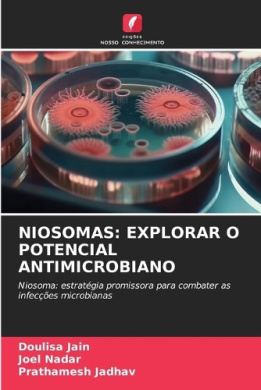 edições
NOSSO CONHECIMENTO
NIOSOMAS: EXPLORAR O
POTENCIAL
ANTIMICROBIANO
Niosoma: estratégia promissora para combater as
infecções microbianas
Doulisa Jain
Joel Nadar
Prathamesh Jadhav